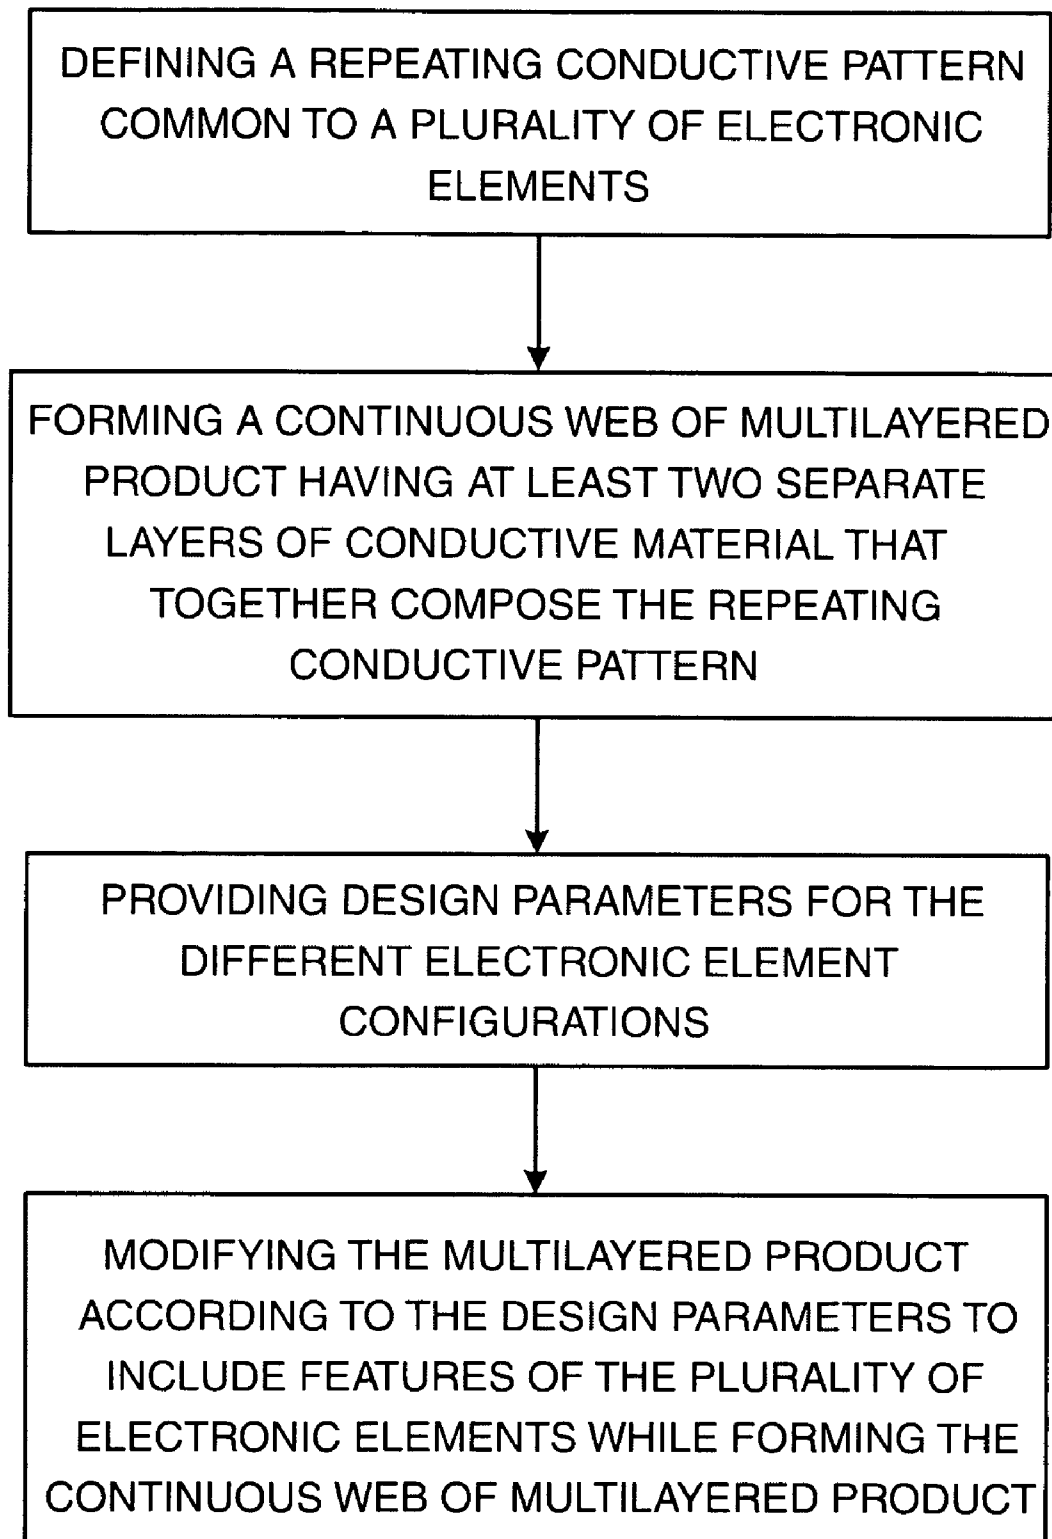 DEFINING A REPEATING CONDUCTIVE PATTERN
COMMON TO A PLURALITY OF ELECTRONIC
ELEMENTS
FORMING A CONTINUOUS WEB OF MULTILAYERED
PRODUCT HAVING AT LEAST TWO SEPARATE
LAYERS OF CONDUCTIVE MATERIAL THAT
TOGETHER COMPOSE THE REPEATING
CONDUCTIVE PATTERN
PROVIDING DESIGN PARAMETERS FOR THE
DIFFERENT ELECTRONIC ELEMENT
CONFIGURATIONS
MODIFYING THE MULTILAYERED PRODUCT
ACCORDING TO THE DESIGN PARAMETERS TO
INCLUDE FEATURES OF THE PLURALITY OF
ELECTRONIC ELEMENTS WHILE FORMING THE
CONTINUOUS WEB OF MULTILAYERED PRODUCT